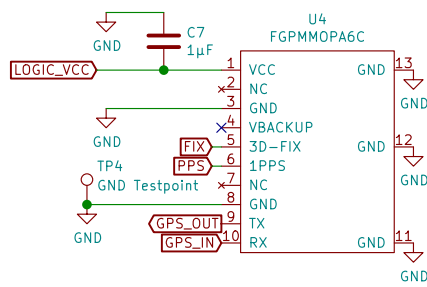 U4
FGPMMOPA6C
C7
1µF
GND
LOGIC_VCC
1 VCC
2 NC
3 GND
4 VBACKUP
FIX 5 3D-FIX
PPS 6 1PPS
7 NC
8 GND
GPS_OUT 9 TX
GPS_IN 10 RX
GND 13
GND
GND 12
GND
GND 11
GND
GND
TP4
GND Testpoint
GND